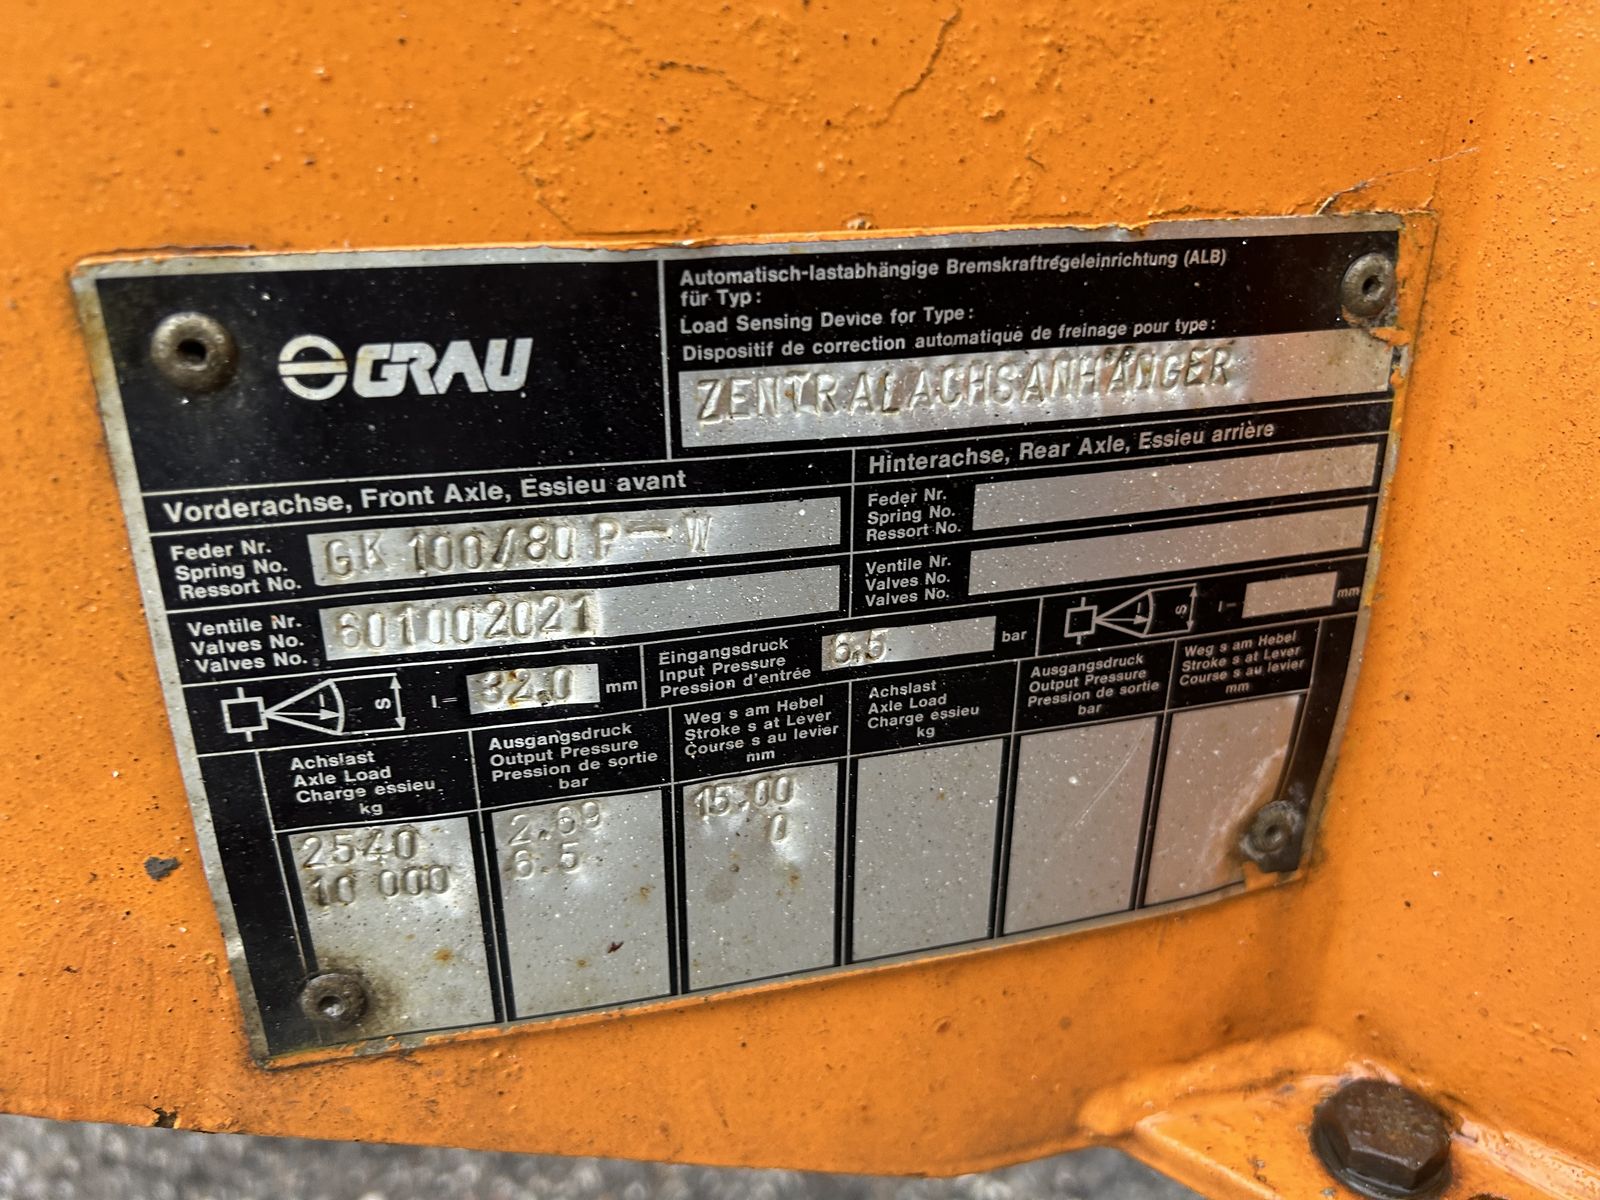 GRAU
Automatisch-lastabhängige Bremskraftregeleinrichtung (ALB)
für Typ:
Load Sensing Device for Type:
Dispositif de correction automatique de freinage pour type:
ZENTRALACHSANHÄNGER
Vorderachse, Front Axle, Essieu avant
Feder Nr.
Spring No.
Ressort No.
GK 100/80 P-W
Ventile Nr.
Valves No.
Valves No.
601002021
S
l= 32.0 mm
Eingangsdruck
Input Pressure
Pression d'entrée
6.5 bar
Achslast
Axle Load
Charge essieu
kg
2540
10 000
Ausgangsdruck
Output Pressure
Pression de sortie
bar
2.69
6.5
Weg s am Hebel
Stroke s at Lever
Course s au levier
mm
15.00
0
Hinterachse, Rear Axle, Essieu arrière
Feder Nr.
Spring No.
Ressort No.
Ventile Nr.
Valves No.
Valves No.
S
l= mm
Achslast
Axle Load
Charge essieu
kg
Ausgangsdruck
Output Pressure
Pression de sortie
bar
Weg s am Hebel
Stroke s at Lever
Course s au levier
mm